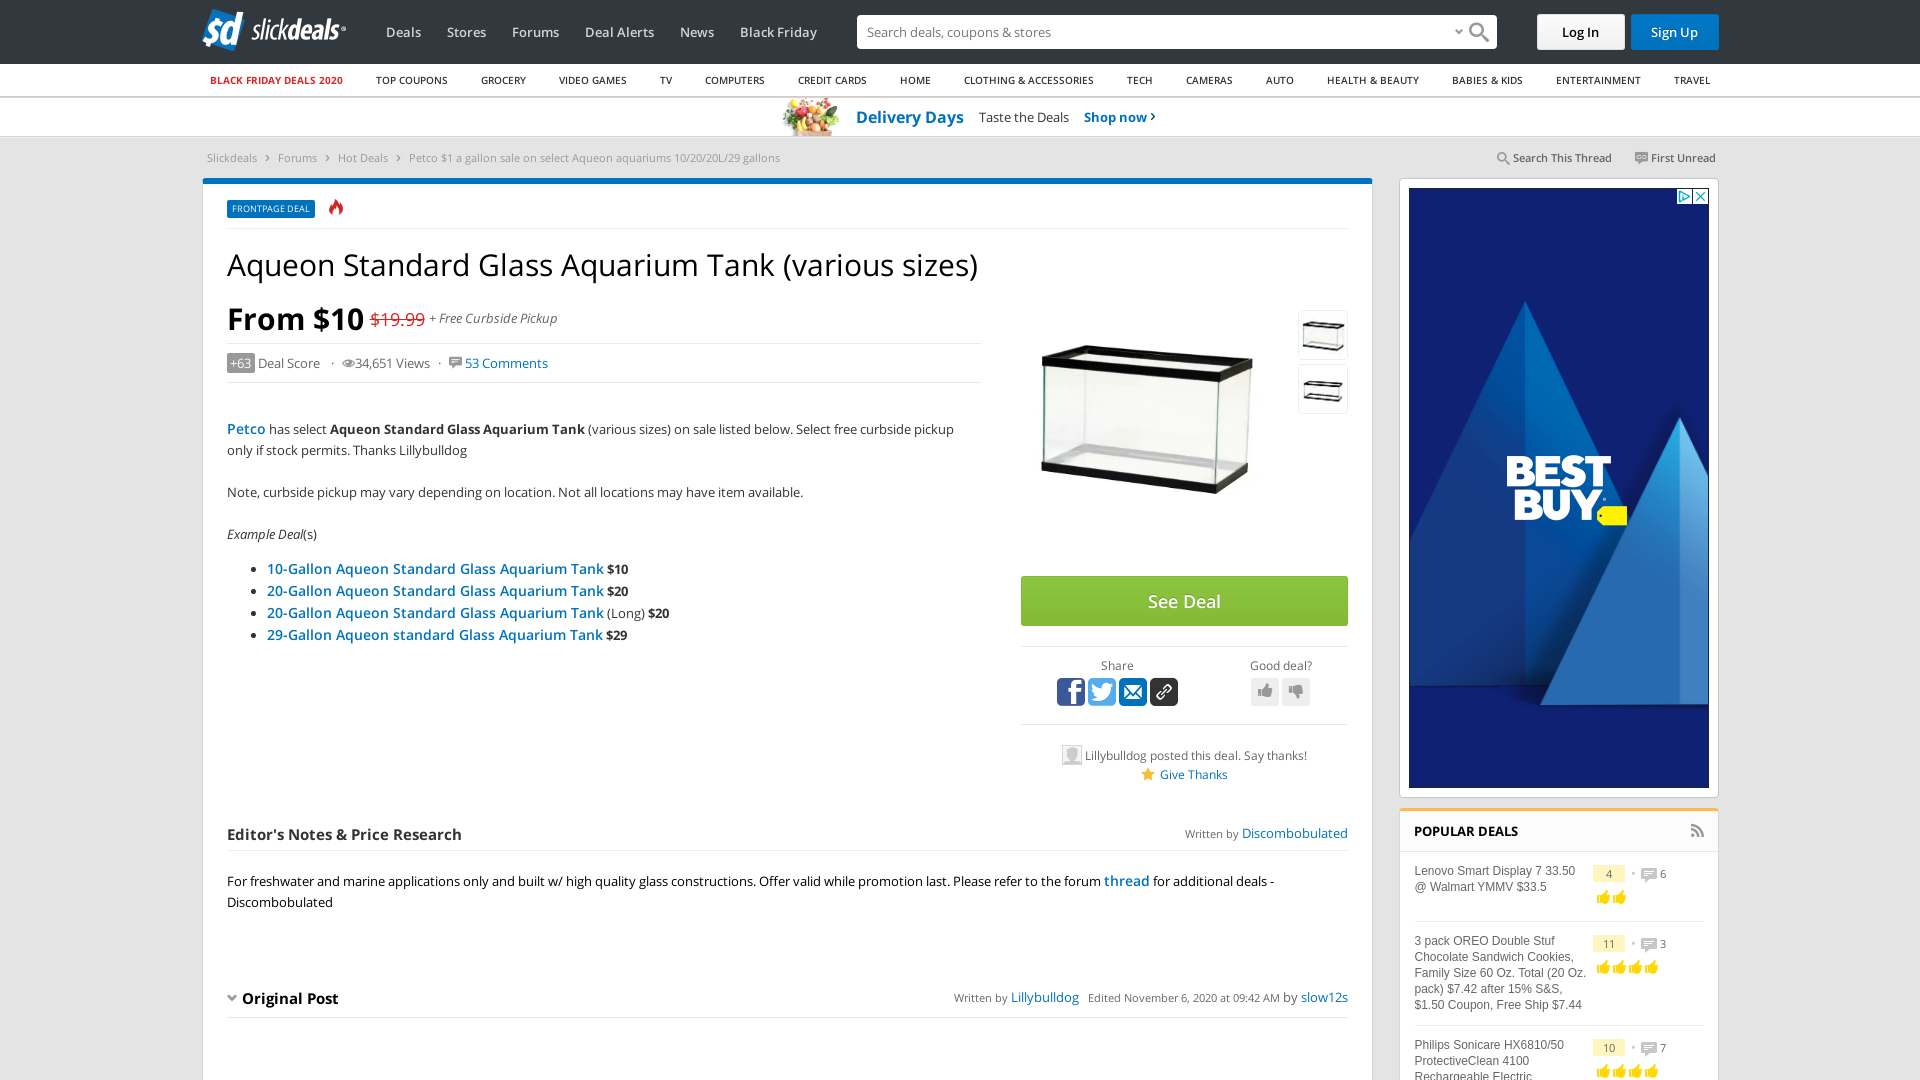 sd slickdeals
Deals
Stores
Forums
Deal Alerts
News
Black Friday
Search deals, coupons & stores
Log In
Sign Up
BLACK FRIDAY DEALS 2020
TOP COUPONS
GROCERY
VIDEO GAMES
TV
COMPUTERS
CREDIT CARDS
HOME
CLOTHING & ACCESSORIES
TECH
CAMERAS
AUTO
HEALTH & BEAUTY
BABIES & KIDS
ENTERTAINMENT
TRAVEL
Delivery Days Taste the Deals Shop now
Slickdeals > Forums > Hot Deals > Petco $1 a gallon sale on select Aqueon aquariums 10/20/20L/29 gallons
Search This Thread
First Unread
FRONTPAGE DEAL
Aqueon Standard Glass Aquarium Tank (various sizes)
From $10 $19.99 + Free Curbside Pickup
+63 Deal Score · 34,651 Views · 53 Comments
Petco has select Aqueon Standard Glass Aquarium Tank (various sizes) on sale listed below. Select free curbside pickup
only if stock permits. Thanks Lillybulldog
Note, curbside pickup may vary depending on location. Not all locations may have item available.
Example Deal(s)
• 10-Gallon Aqueon Standard Glass Aquarium Tank $10
• 20-Gallon Aqueon Standard Glass Aquarium Tank $20
• 20-Gallon Aqueon Standard Glass Aquarium Tank (Long) $20
• 29-Gallon Aqueon standard Glass Aquarium Tank $29
See Deal
Share
Good deal?
Lillybulldog posted this deal. Say thanks!
Give Thanks
Editor's Notes & Price Research
Written by Discombobulated
For freshwater and marine applications only and built w/ high quality glass constructions. Offer valid while promotion last. Please refer to the forum thread for additional deals -
Discombobulated
Original Post
Written by Lillybulldog Edited November 6, 2020 at 09:42 AM by slow12s
BEST
BUY
POPULAR DEALS
Lenovo Smart Display 7 33.50
@ Walmart YMMV $33.5
4 • 6
3 pack OREO Double Stuf
Chocolate Sandwich Cookies,
Family Size 60 Oz. Total (20 Oz.
pack) $7.42 after 15% S&S,
$1.50 Coupon, Free Ship $7.44
11 • 3
Philips Sonicare HX6810/50
ProtectiveClean 4100
Rechargeable Electric
10 • 7